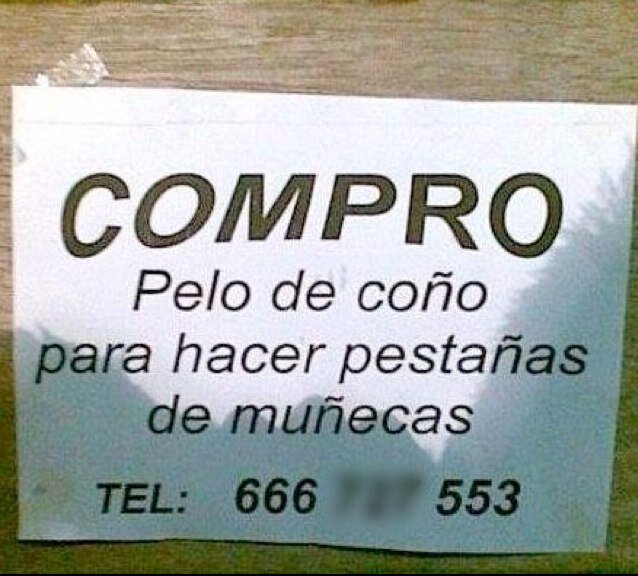 COMPRO
Pelo de coño
para hacer pestañas
de muñecas
TEL: 666 553